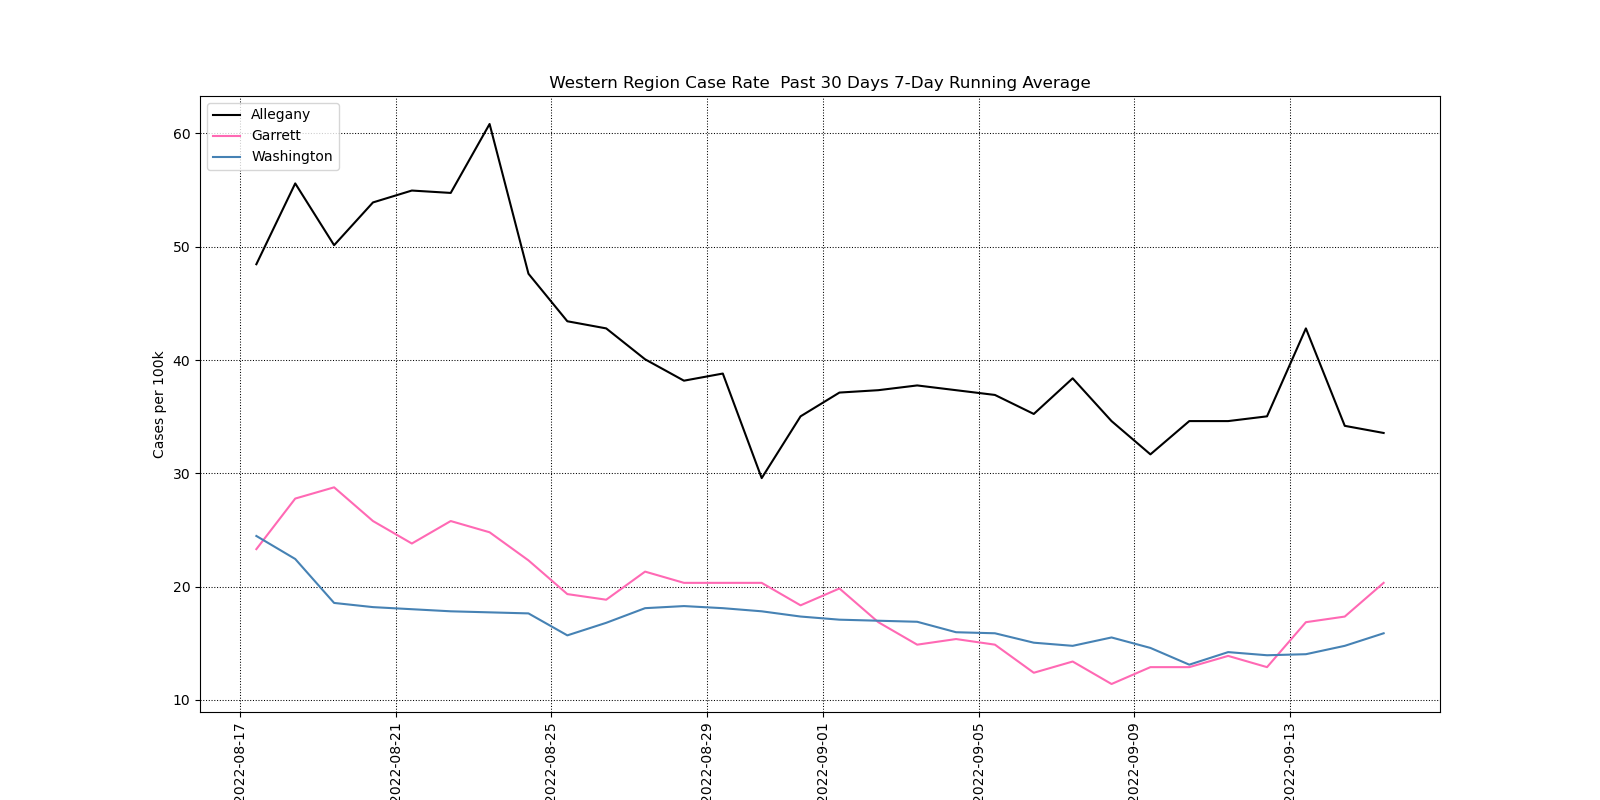 Western Region Case Rate  Past 30 Days 7-Day Running Average
Allegany
Garrett
Washington
Cases per 100k
60
50
40
30
20
10
2022-08-17
2022-08-21
2022-08-25
2022-08-29
2022-09-01
2022-09-05
2022-09-09
2022-09-13